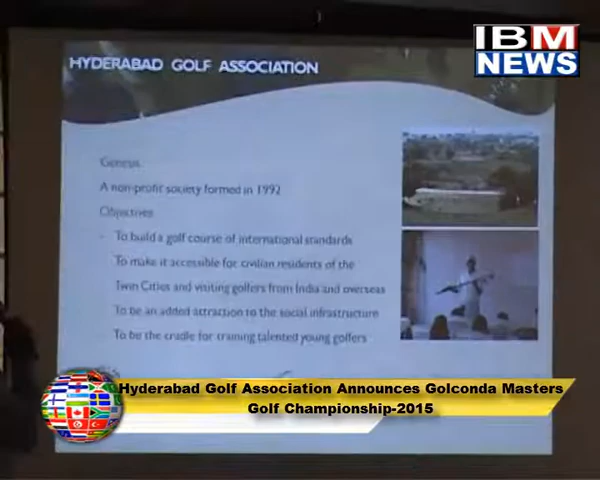 IBM
NEWS
HYDERABAD GOLF ASSOCIATION
Genesis
A non-profit society formed in 1992
Objectives
- To build a golf course of international standards
To make it accessible for civilian residents of the
Twin Cities and visiting golfers from India and overseas
To be an added attraction to the social infrastructure
To be the cradle for training talented young golfers
Hyderabad Golf Association Announces Golconda Masters
Golf Championship-2015